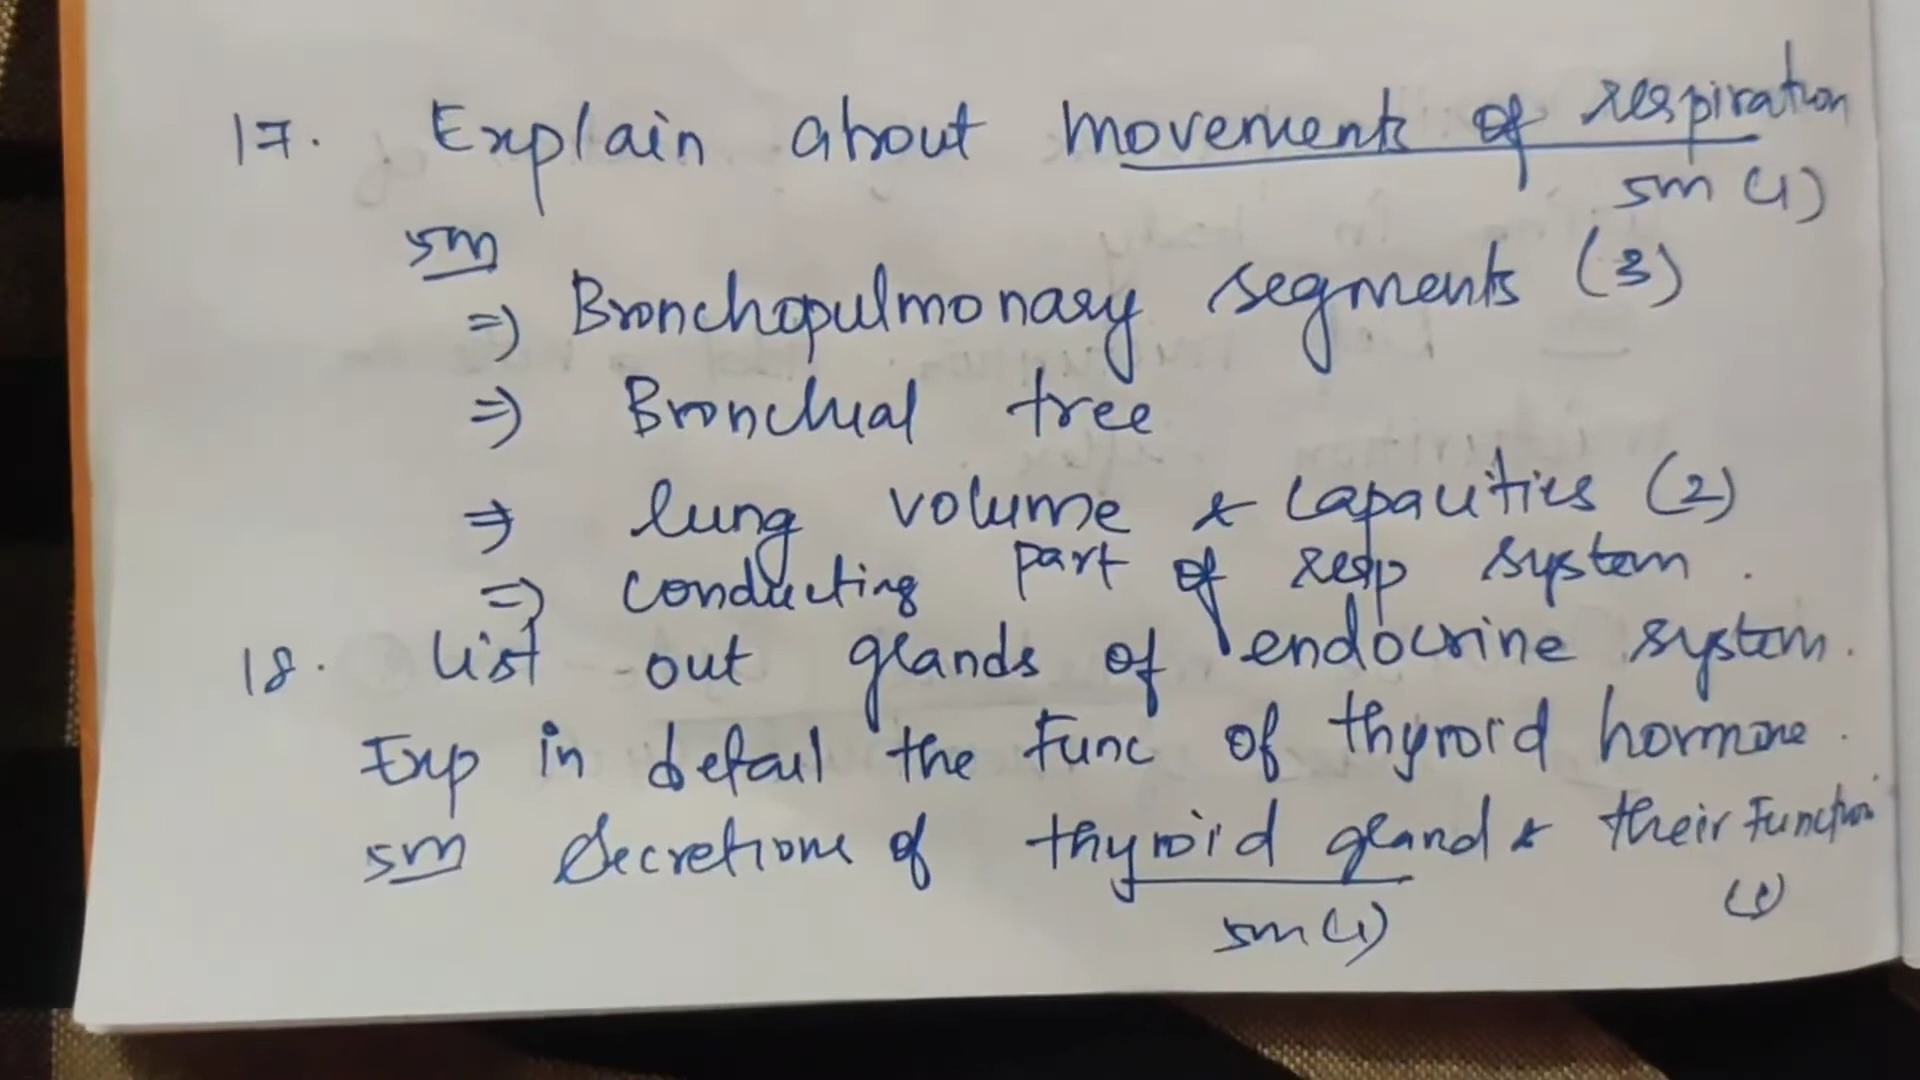 17. Explain about movements of respiration
5m (1)
5m
=> Bronchopulmonary segments (3)
=> Bronchial tree
=> lung volume & capacities (2)
=> conducting part of resp system.
18. list out glands of endocrine system.
Exp in detail the Func of thyroid hormone.
5m Secretions of thyroid gland & their Function
5m (1) (1)